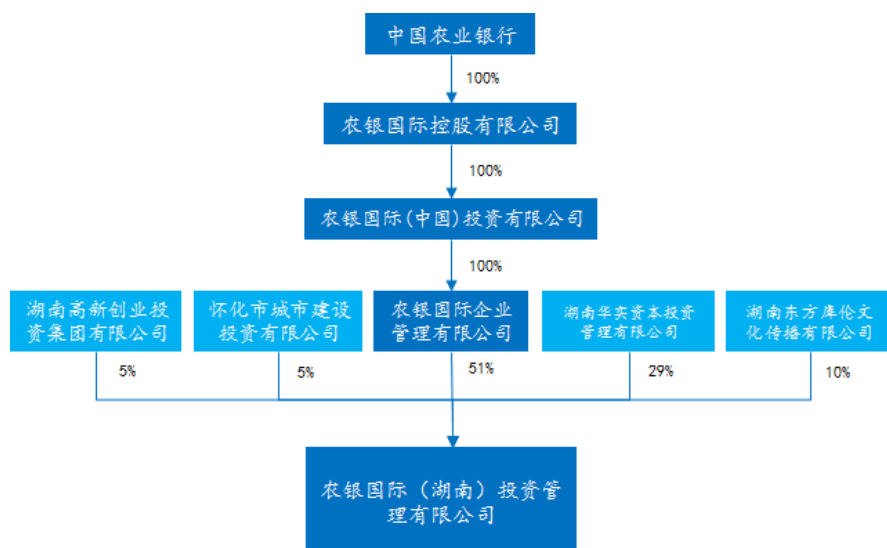 中国农业银行
100%
农银国际控股有限公司
100%
农银国际(中国)投资有限公司
100%
湖南高新创业投
资集团有限公司
怀化市城市建设
投资有限公司
农银国际企业
管理有限公司
湖南华实资本投资
管理有限公司
湖南东方库伦文
化传播有限公司
5%
5%
51%
29%
10%
农银国际（湖南）投资管
理有限公司